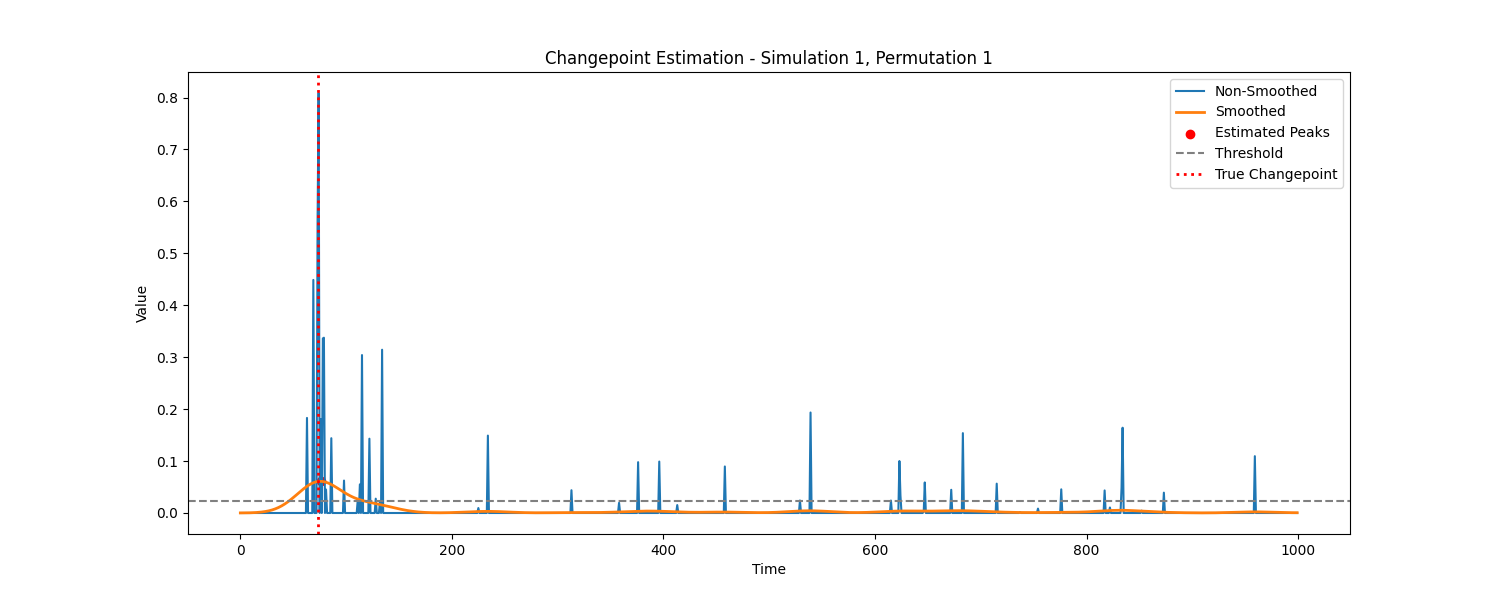 Changepoint Estimation - Simulation 1, Permutation 1
Non-Smoothed
Smoothed
Estimated Peaks
Threshold
True Changepoint
Value
0.8
0.7
0.6
0.5
0.4
0.3
0.2
0.1
0.0
0 200 400 600 800 1000
Time